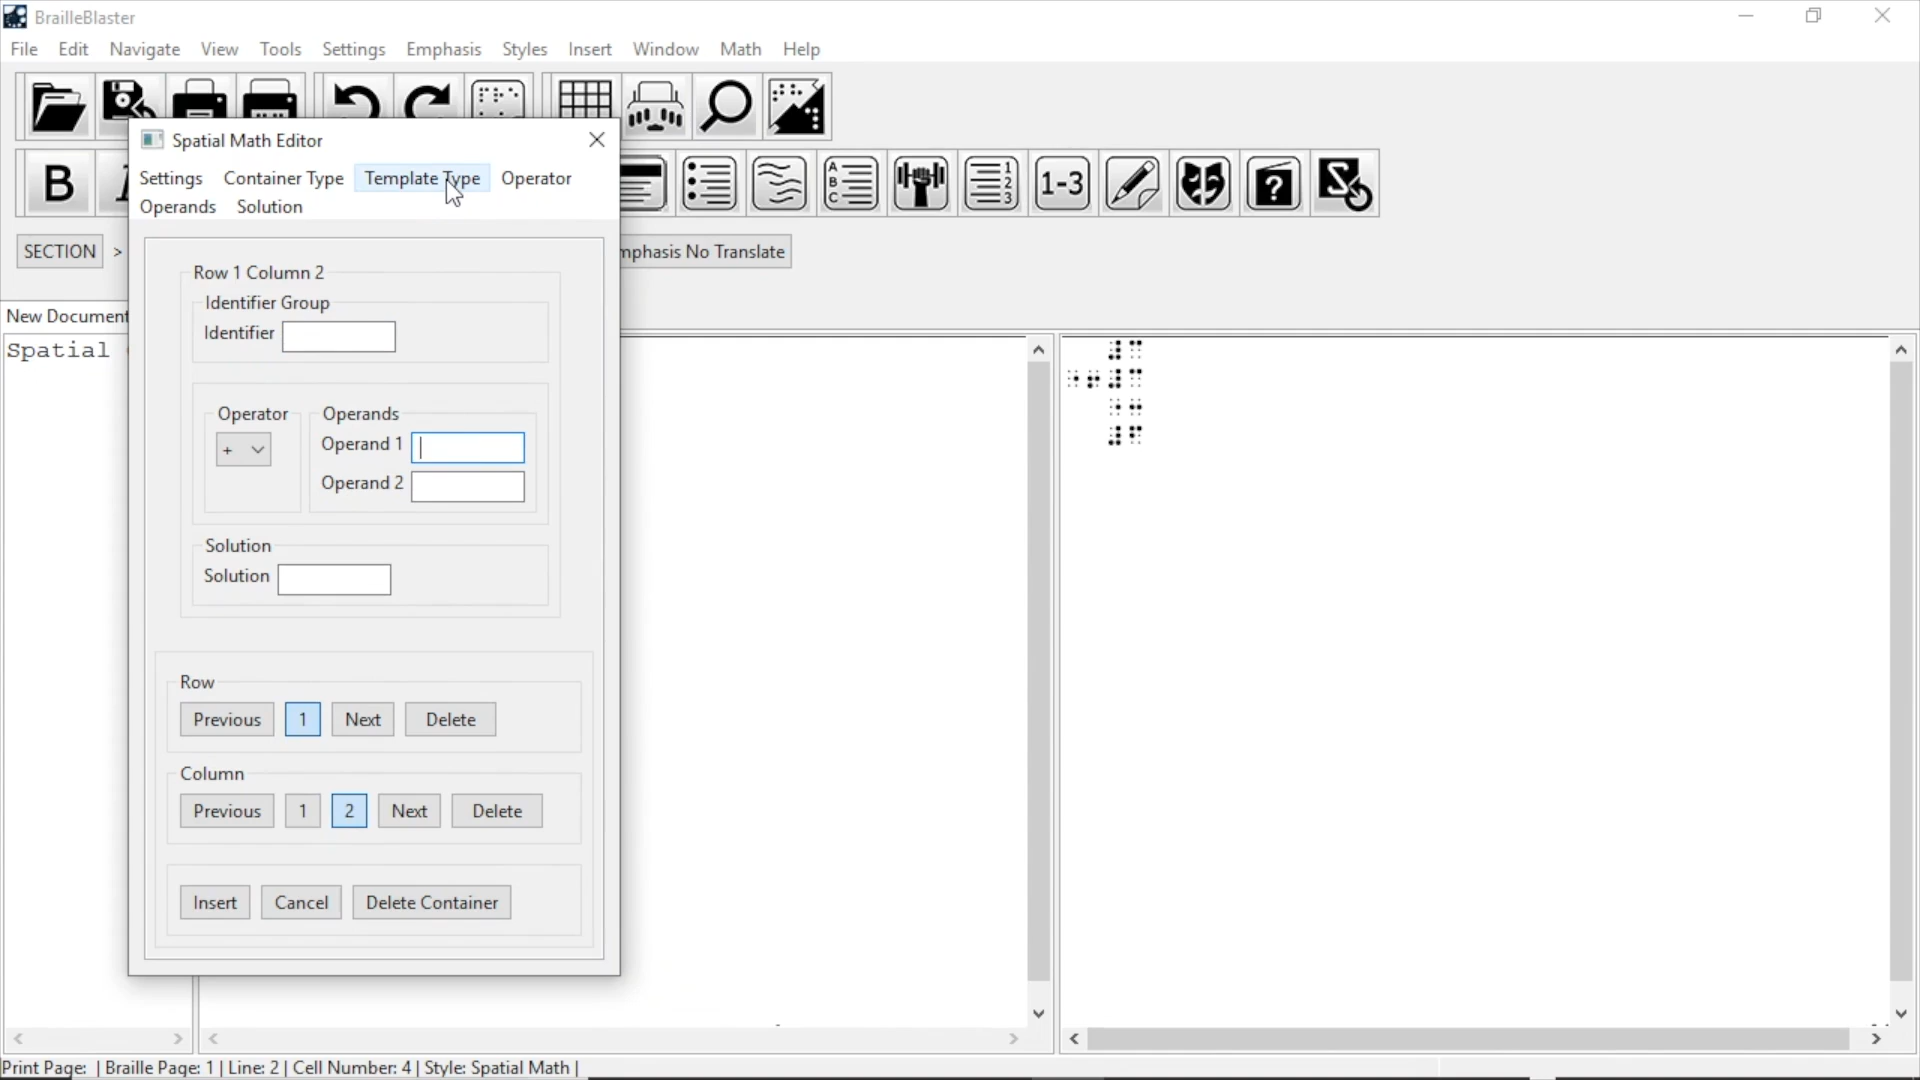 BrailleBlaster
File Edit Navigate View Tools Settings Emphasis Styles Insert Window Math Help
Spatial Math Editor
Settings Container Type Template Type Operator
Operands Solution
B
A
B
C
1
2
3
1-3
?
SECTION >
mphasis No Translate
Row 1 Column 2
Identifier Group
Identifier
New Document
Spatial
Operator Operands
+ Operand 1
Operand 2
Solution
Solution
Row
Previous 1 Next Delete
Column
Previous 1 2 Next Delete
Insert Cancel Delete Container
⠼⠉
⠐⠖⠼⠉
⠐⠒
⠼⠋
Print Page: | Braille Page: 1 | Line: 2 | Cell Number: 4 | Style: Spatial Math |